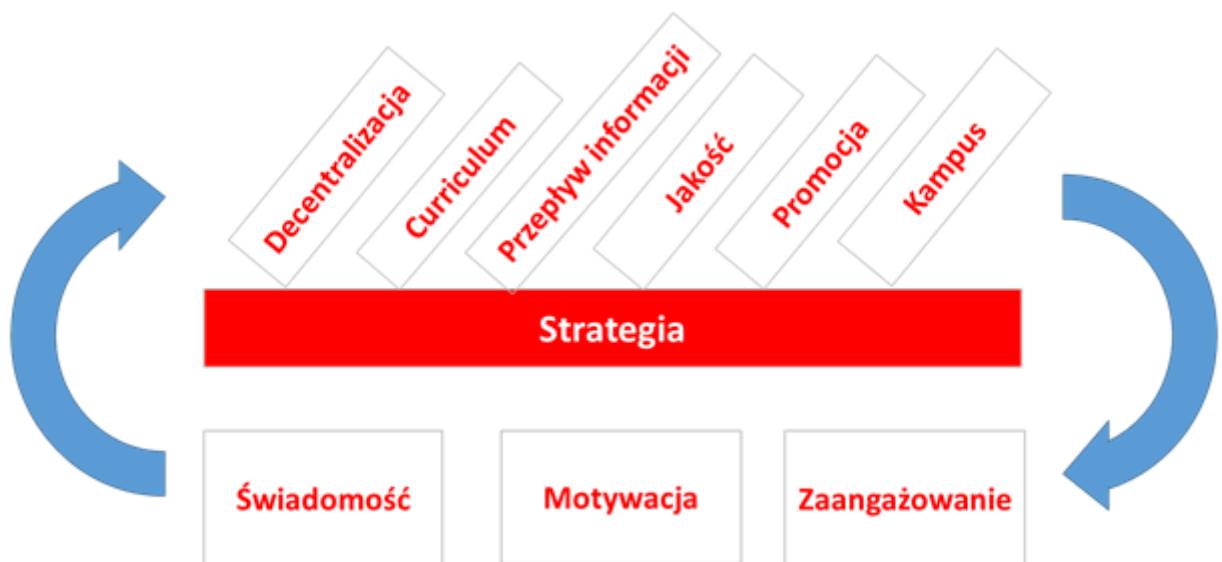 Decentralizacja
Curriculum
Przepływ informacji
Jakość
Promocja
Kampus
Strategia
Świadomość
Motywacja
Zaangażowanie